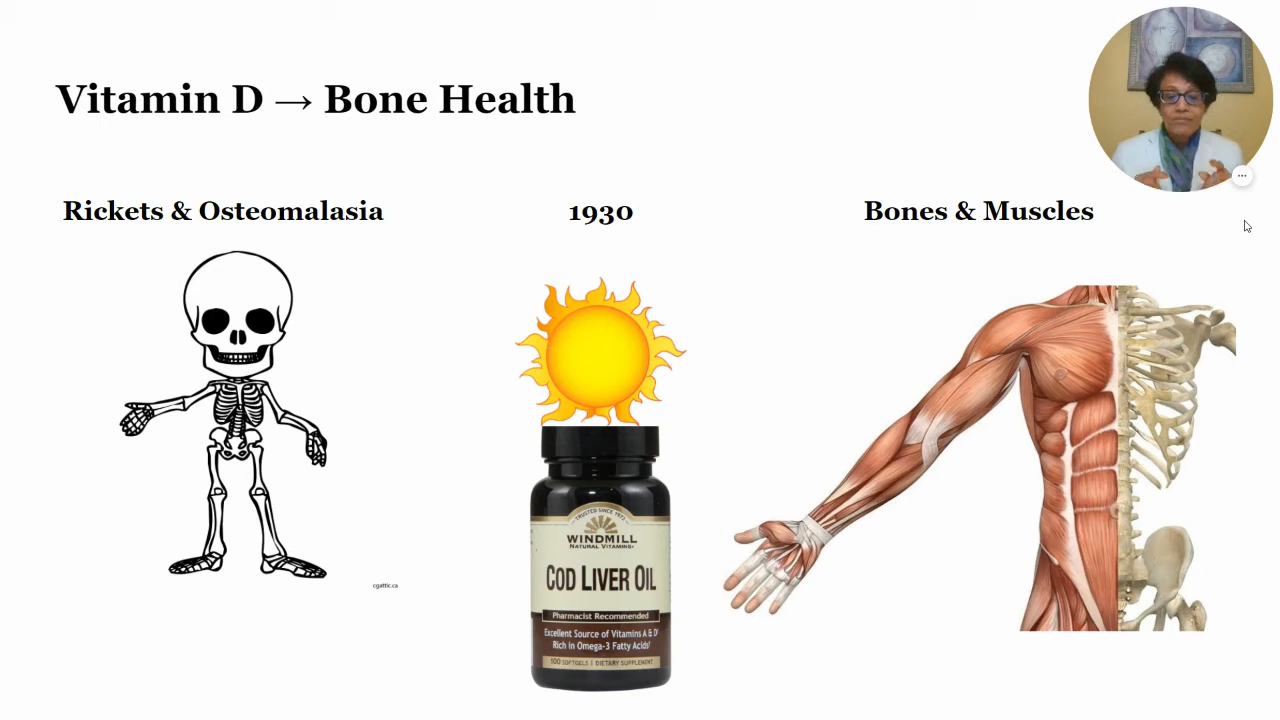 Vitamin D → Bone Health
Rickets & Osteomalasia
1930
Bones & Muscles
cgattic.ca
TRUSTED SINCE 1973
WINDMILL
NATURAL VITAMINS
COD LIVER OIL
Pharmacist Recommended
Excellent Source of Vitamins A & D
Rich in Omega-3 Fatty Acids
100 SOFTGELS | DIETARY SUPPLEMENT